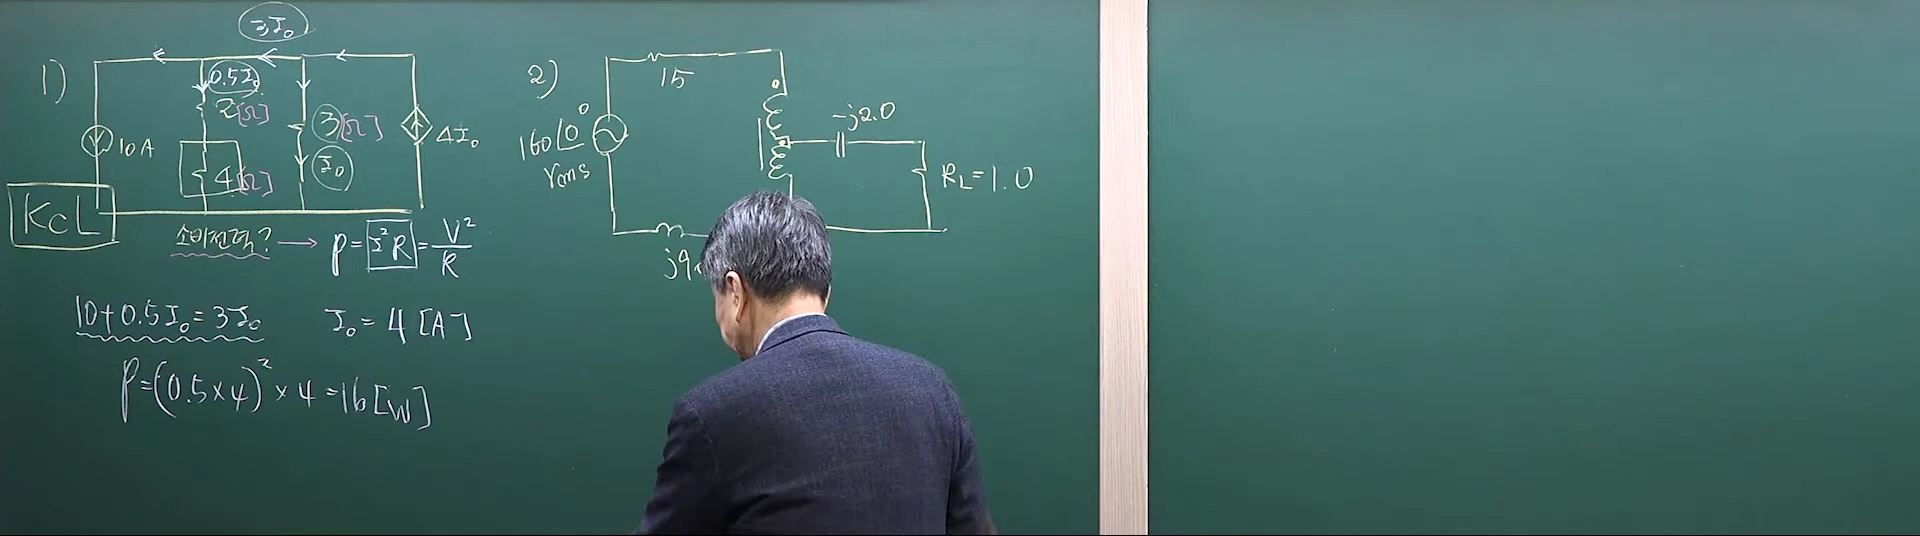 1)
3I₀
0.5I₀
2[Ω]
3[Ω]
10A
4I₀
I₀
4[Ω]
KCL
소비전력? → P=I²R=V²/R
10+0.5I₀=3I₀ I₀=4[A]
P=(0.5×4)²×4=16[W]
2)
15
160∠0°
rms
-j2.0
R_L=1.0